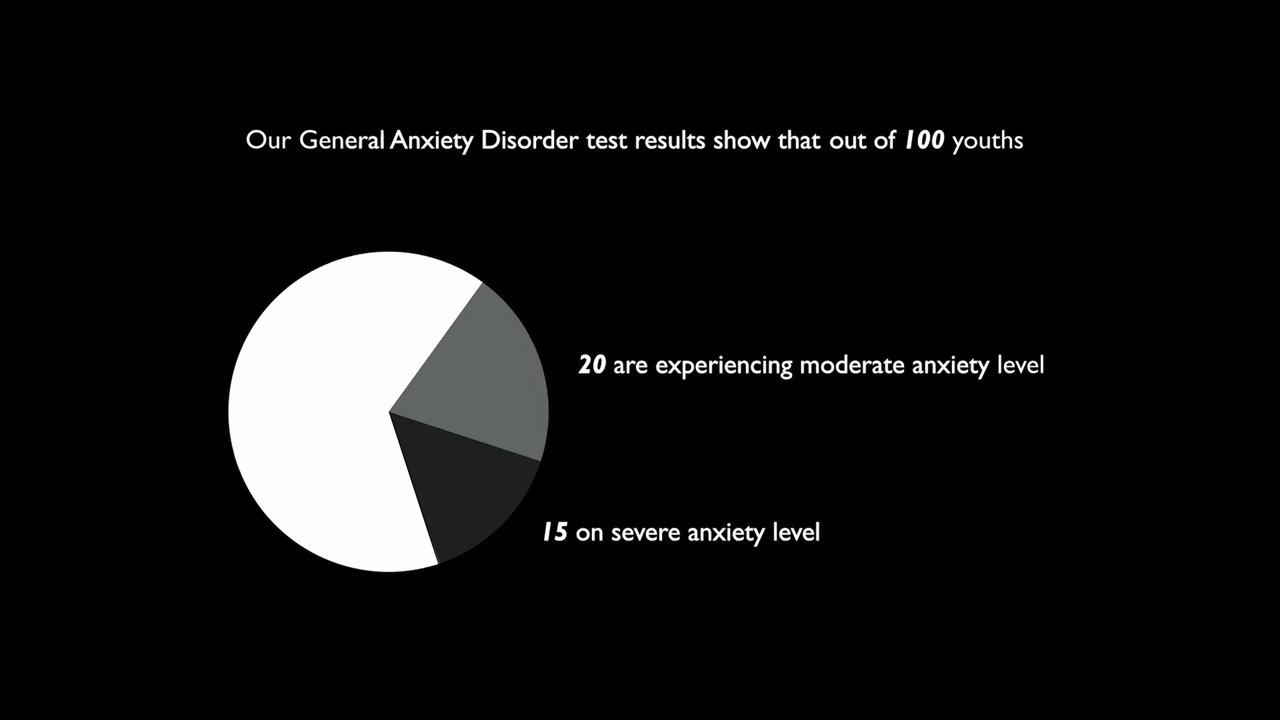 Our General Anxiety Disorder test results show that out of 100 youths
20 are experiencing moderate anxiety level
15 on severe anxiety level